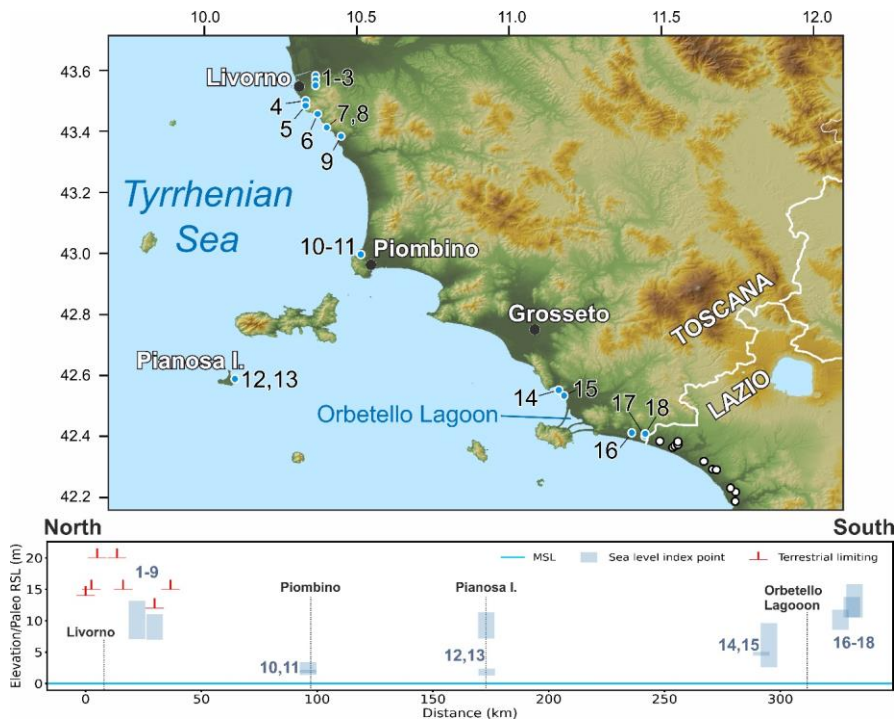 10.0 10.5 11.0 11.5 12.0
43.6
43.4
43.2
43.0
42.8
42.6
42.4
42.2
Livorno
1-3
4
5
6
7,8
9
Tyrrhenian
Sea
10-11
Piombino
Grosseto
TOSCANA
LAZIO
Pianosa I.
12,13
14
15
Orbetello Lagoon
17
18
16
North
South
Elevation/Paleo RSL (m)
20
15
10
5
0
MSL
Sea level index point
Terrestrial limiting
1-9
Livorno
Piombino
10,11
Pianosa I.
12,13
Orbetello
Lagooon
14,15
16-18
0 50 100 150 200 250 300
Distance (km)